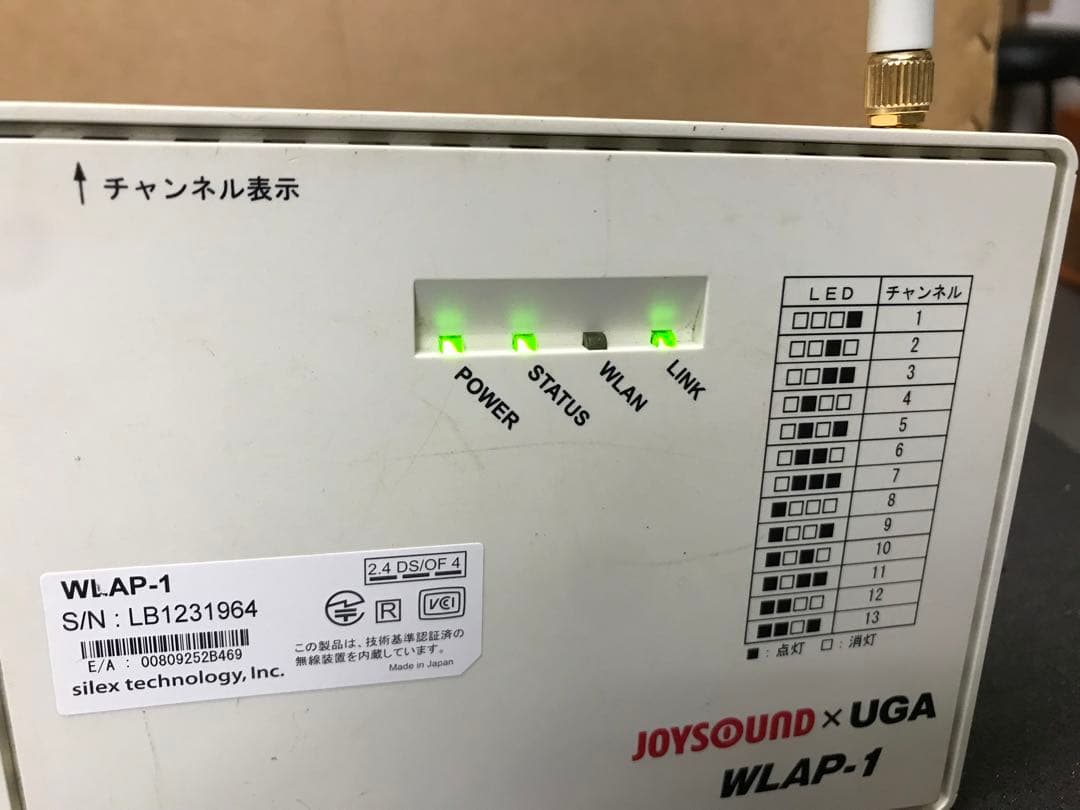 ↑ チャンネル表示
POWER
STATUS
WLAN
LINK
LED チャンネル
□□□■ 1
□□■□ 2
□□■■ 3
□■□□ 4
□■□■ 5
□■■□ 6
□■■■ 7
■□□□ 8
■□□■ 9
■□■□ 10
■□■■ 11
■■□□ 12
■■□■ 13
■：点灯 □：消灯
WLAP-1
2.4 DS/OF 4
S/N : LB1231964
R
VCI
E/A : 00809252B469
この製品は、技術基準認証済の
無線装置を内蔵しています。
silex technology, Inc.
Made in Japan
JOYSOUND×UGA
WLAP-1